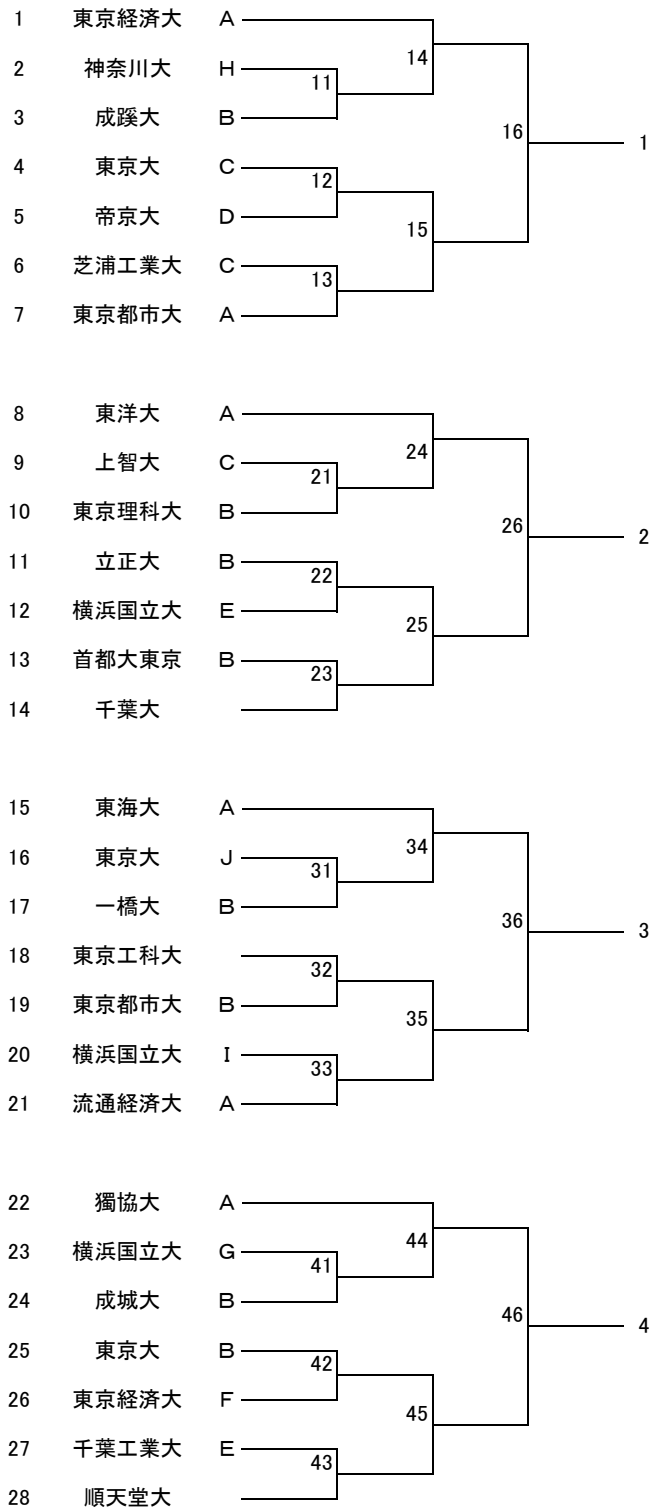 1 東京経済大 A
14
2 神奈川大 H
11
3 成蹊大 B
16
1
4 東京大 C
12
5 帝京大 D
15
6 芝浦工業大 C
13
7 東京都市大 A
8 東洋大 A
24
9 上智大 C
21
10 東京理科大 B
26
2
11 立正大 B
22
12 横浜国立大 E
25
13 首都大東京 B
23
14 千葉大
15 東海大 A
34
16 東京大 J
31
17 一橋大 B
36
3
18 東京工科大
32
19 東京都市大 B
35
20 横浜国立大 I
33
21 流通経済大 A
22 獨協大 A
44
23 横浜国立大 G
41
24 成城大 B
46
4
25 東京大 B
42
26 東京経済大 F
45
27 千葉工業大 E
43
28 順天堂大